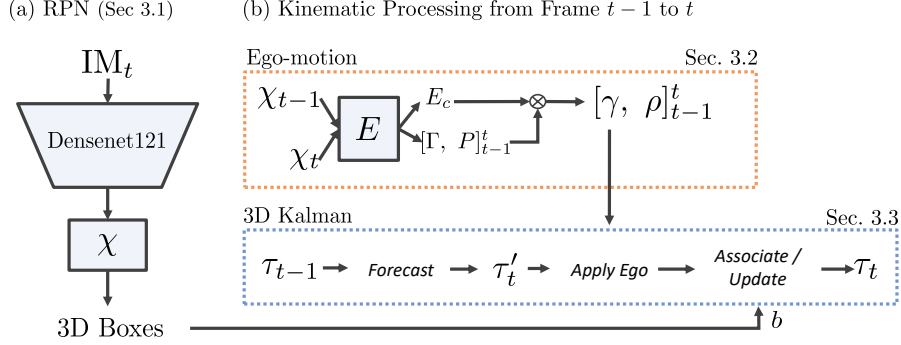 (a) RPN (Sec 3.1)
IM_t
Densenet121
χ
3D Boxes
(b) Kinematic Processing from Frame t − 1 to t
Ego-motion
Sec. 3.2
χ_{t−1}
χ_t
E
E_c
[Γ, P]^t_{t−1}
⊗
[γ, ρ]^t_{t−1}
3D Kalman
Sec. 3.3
τ_{t−1}
Forecast
τ'_t
Apply Ego
Associate /
Update
τ_t
b